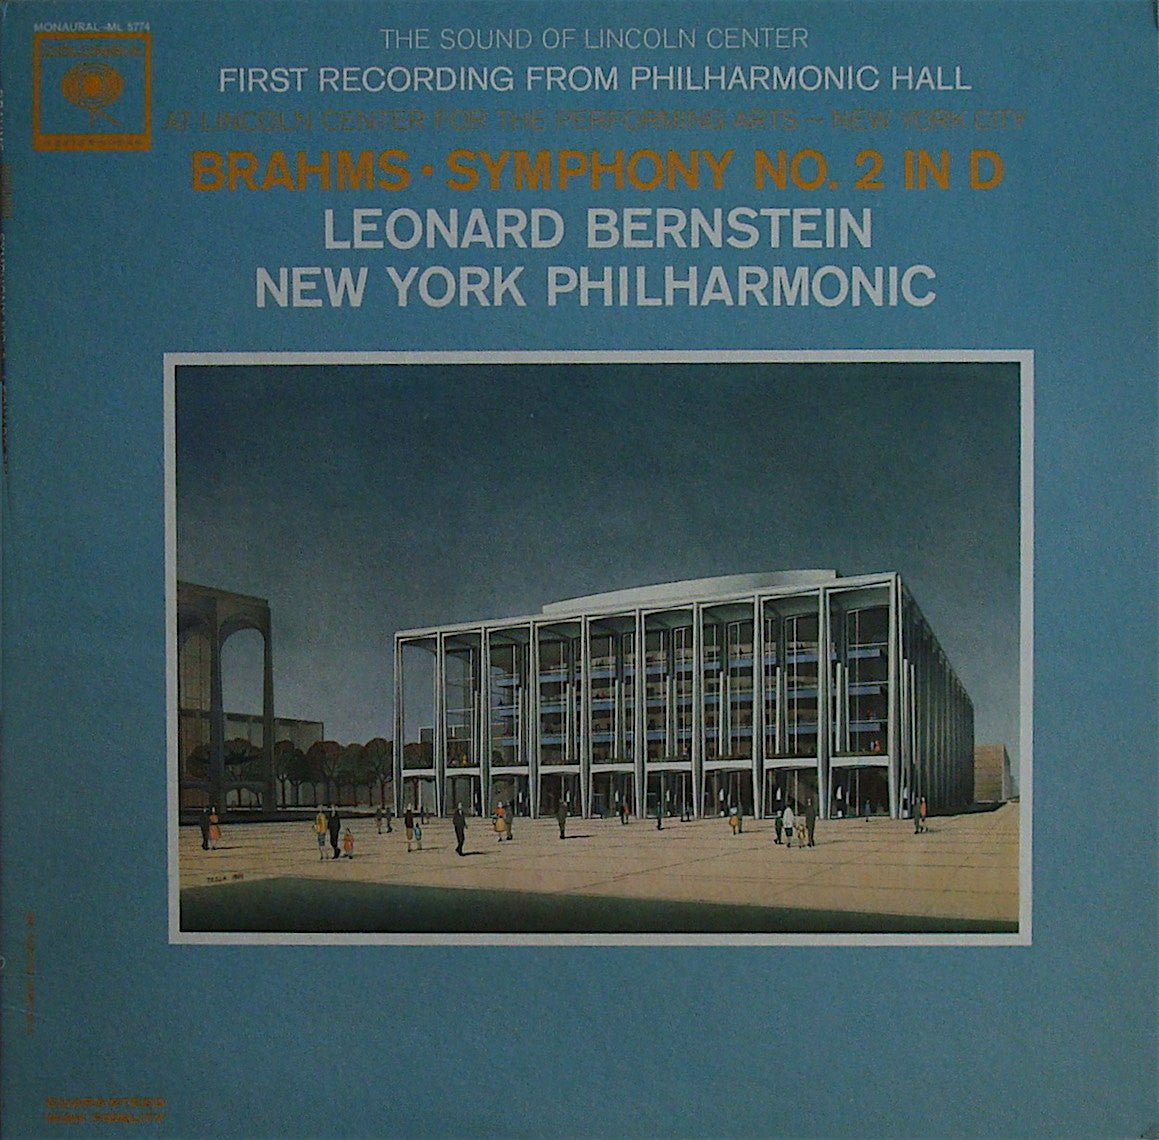 MONAURAL-ML 5774
THE SOUND OF LINCOLN CENTER
FIRST RECORDING FROM PHILHARMONIC HALL
AT LINCOLN CENTER FOR THE PERFORMING ARTS — NEW YORK CITY
BRAHMS • SYMPHONY NO. 2 IN D
LEONARD BERNSTEIN
NEW YORK PHILHARMONIC
GUARANTEED
HIGH FIDELITY